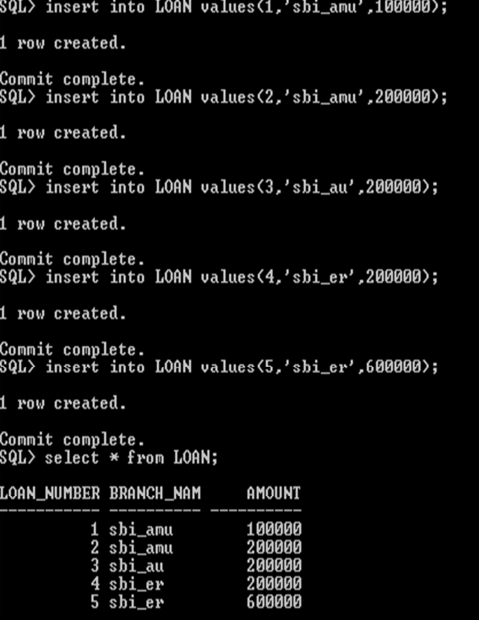 SQL> insert into LOAN values(1,'sbi_amu',100000);
1 row created.
Commit complete.
SQL> insert into LOAN values(2,'sbi_amu',200000);
1 row created.
Commit complete.
SQL> insert into LOAN values(3,'sbi_au',200000);
1 row created.
Commit complete.
SQL> insert into LOAN values(4,'sbi_er',200000);
1 row created.
Commit complete.
SQL> insert into LOAN values(5,'sbi_er',600000);
1 row created.
Commit complete.
SQL> select * from LOAN;
LOAN_NUMBER BRANCH_NAM     AMOUNT
----------- ---------- ----------
          1 sbi_amu        100000
          2 sbi_amu        200000
          3 sbi_au         200000
          4 sbi_er         200000
          5 sbi_er         600000